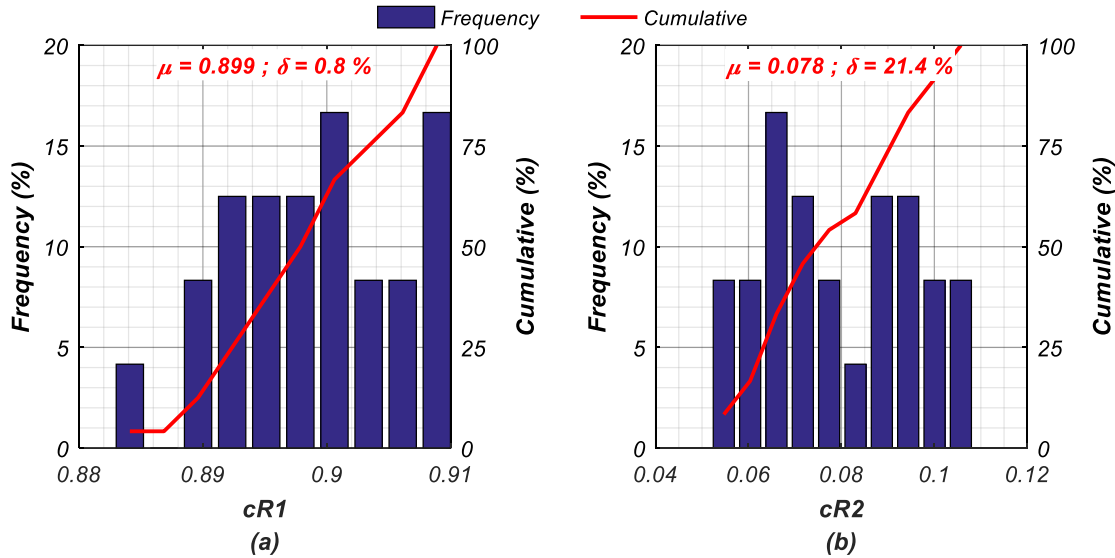 Frequency Cumulative
μ = 0.899 ; δ = 0.8 %
Frequency (%)
20
15
10
5
0
100
75
50
25
0
Cumulative (%)
0.88 0.89 0.9 0.91
cR1
(a)
μ = 0.078 ; δ = 21.4 %
Frequency (%)
20
15
10
5
0
100
75
50
25
0
Cumulative (%)
0.04 0.06 0.08 0.1 0.12
cR2
(b)